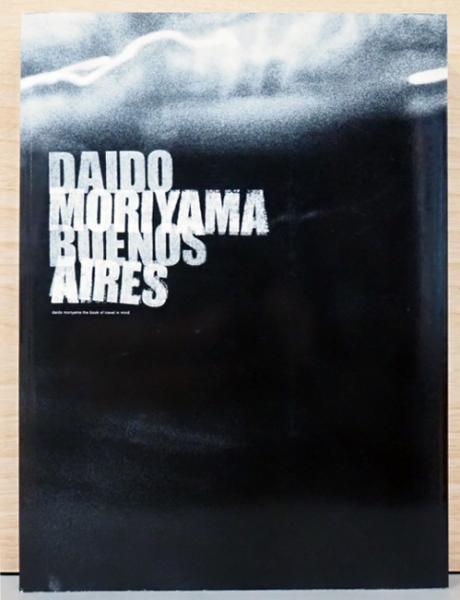 DAIDO
MORIYAMA
BUENOS
AIRES
daido moriyama the book of travel in mind